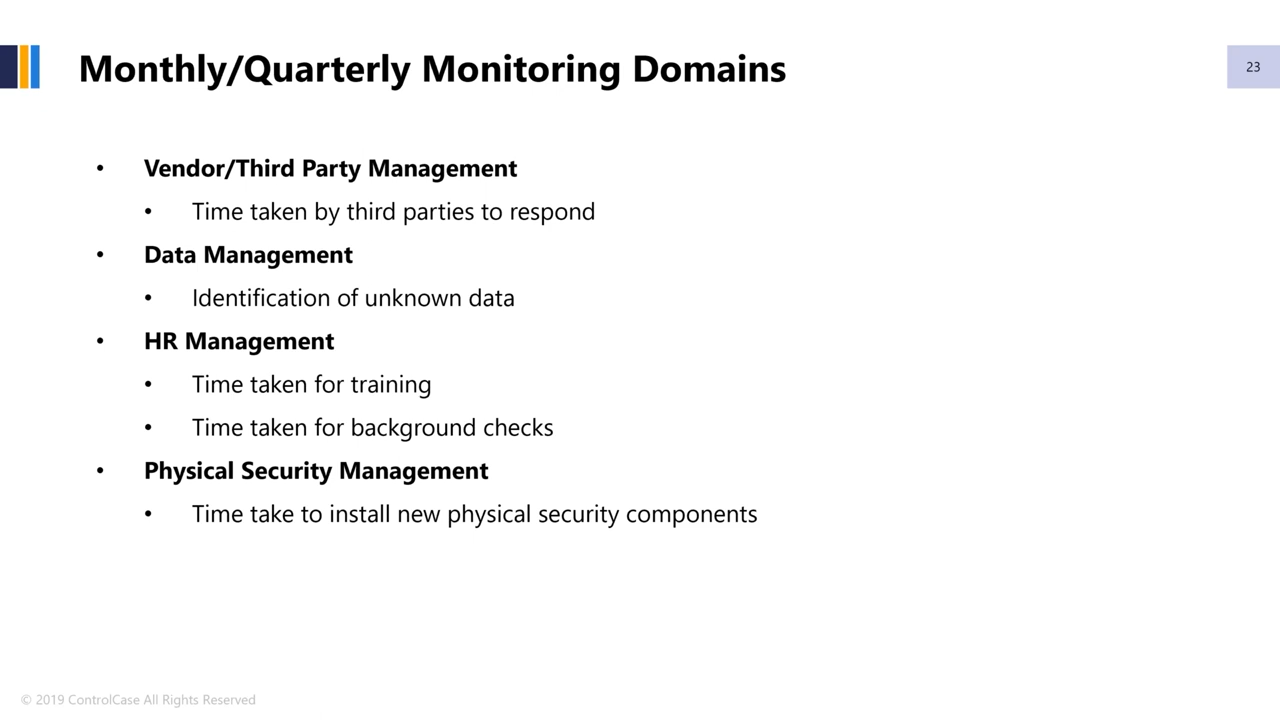 Monthly/Quarterly Monitoring Domains
23
• Vendor/Third Party Management
• Time taken by third parties to respond
• Data Management
• Identification of unknown data
• HR Management
• Time taken for training
• Time taken for background checks
• Physical Security Management
• Time take to install new physical security components
© 2019 ControlCase All Rights Reserved